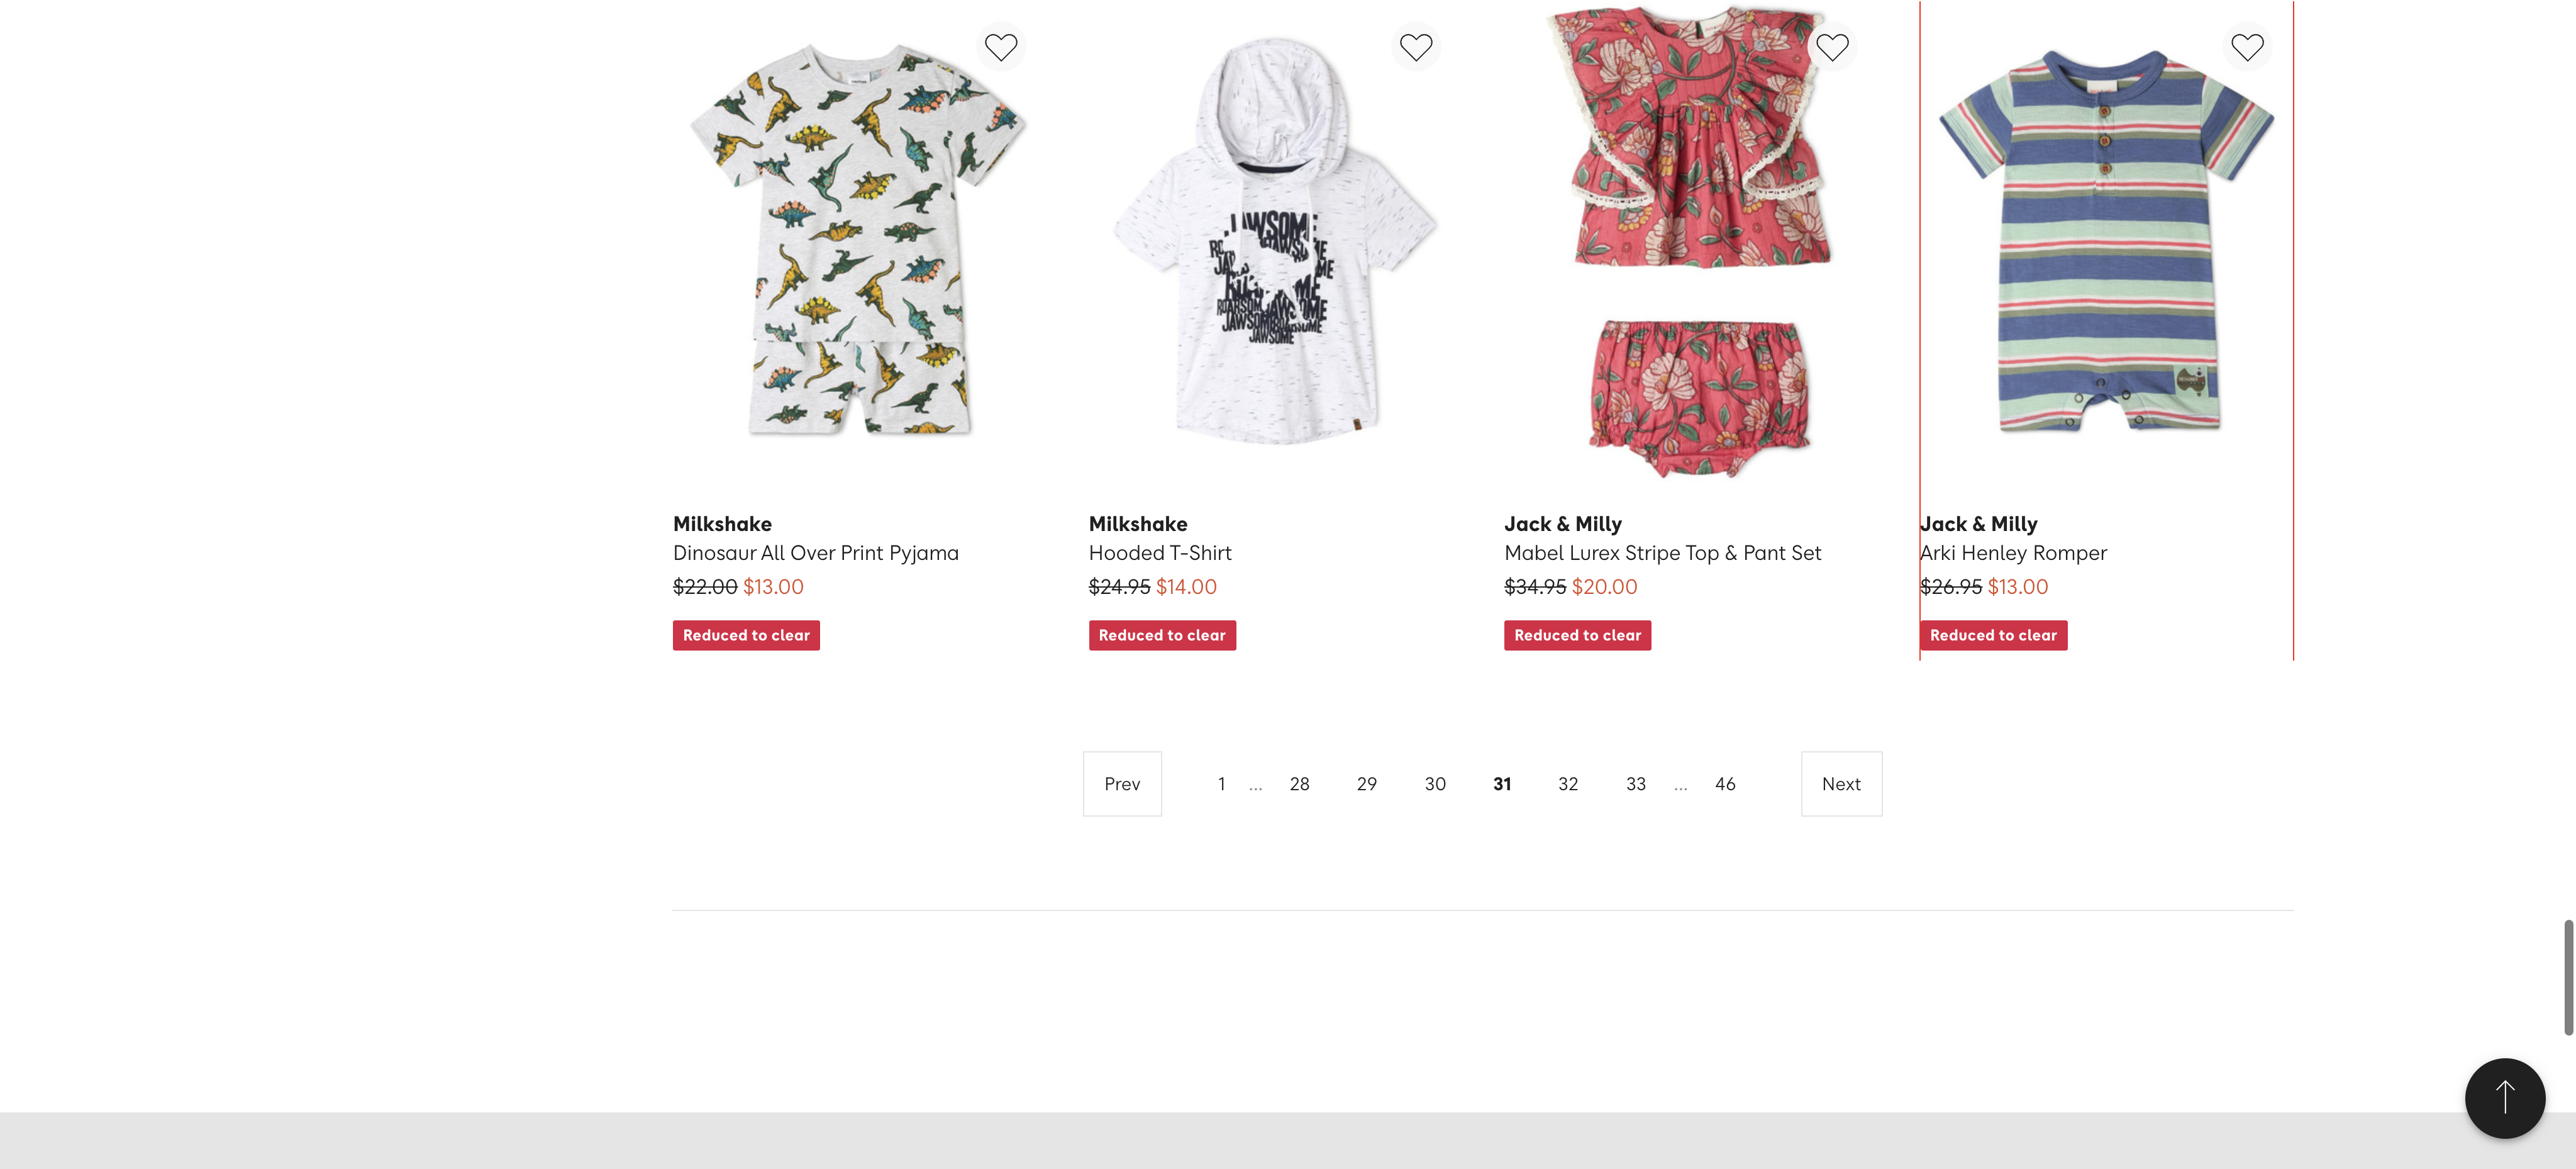 Milkshake
Dinosaur All Over Print Pyjama
$22.00 $13.00
Reduced to clear
JAWSOME
Milkshake
Hooded T-Shirt
$24.95 $14.00
Reduced to clear
Jack & Milly
Mabel Lurex Stripe Top & Pant Set
$34.95 $20.00
Reduced to clear
Jack & Milly
Arki Henley Romper
$26.95 $13.00
Reduced to clear
Prev 1 ... 28 29 30 31 32 33 ... 46 Next